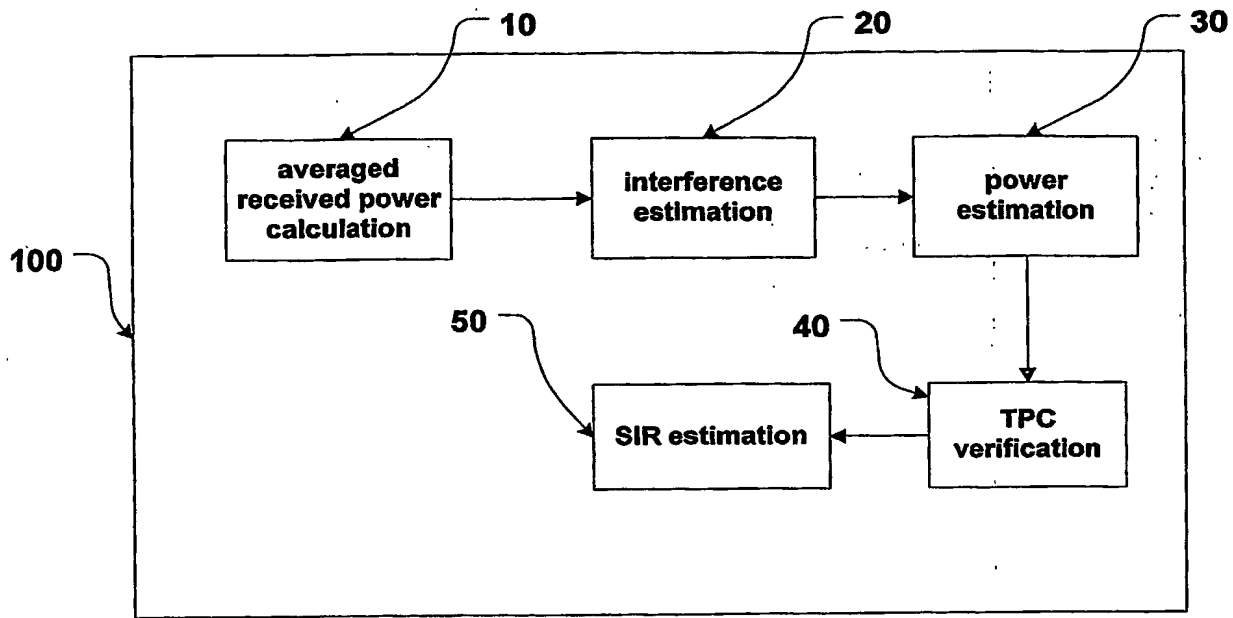 10
20
30
averaged
received power
calculation
interference
estimation
power
estimation
100
50
40
SIR estimation
TPC
verification